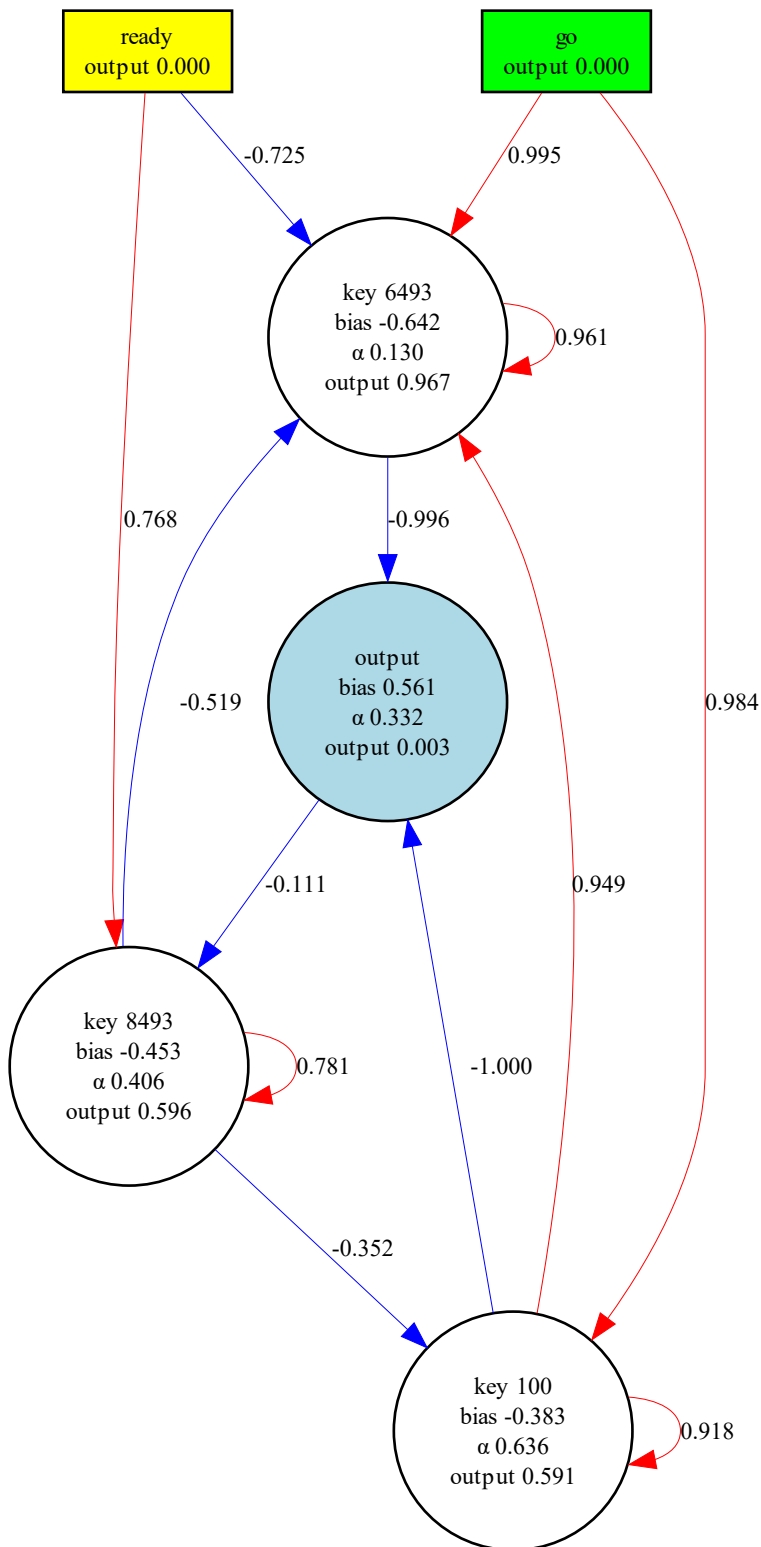 ready
output 0.000
go
output 0.000
-0.725
0.995
key 6493
bias -0.642
α 0.130
output 0.967
0.961
0.768
-0.996
-0.519
output
bias 0.561
α 0.332
output 0.003
0.984
-0.111
0.949
key 8493
bias -0.453
α 0.406
output 0.596
0.781
-1.000
-0.352
key 100
bias -0.383
α 0.636
output 0.591
0.918